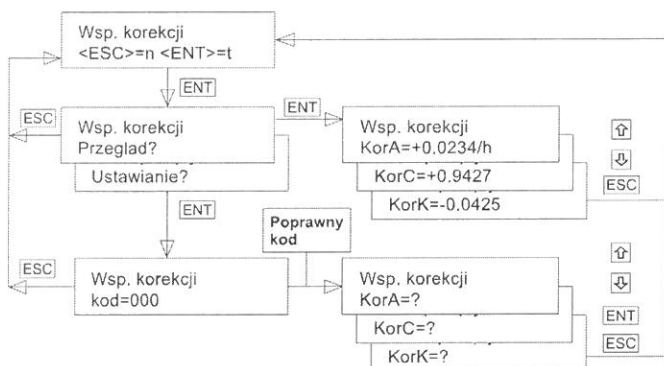 Wsp. korekcji
<ESC>=n <ENT>=t
ENT
ESC
Wsp. korekcji
Przeglad?
Ustawianie?
ENT
Wsp. korekcji
KorA=+0.0234/h
KorC=+0.9427
KorK=-0.0425
⇧
⇩
ESC
ENT
Poprawny
kod
ESC
Wsp. korekcji
kod=000
Wsp. korekcji
KorA=?
KorC=?
KorK=?
⇧
⇩
ENT
ESC